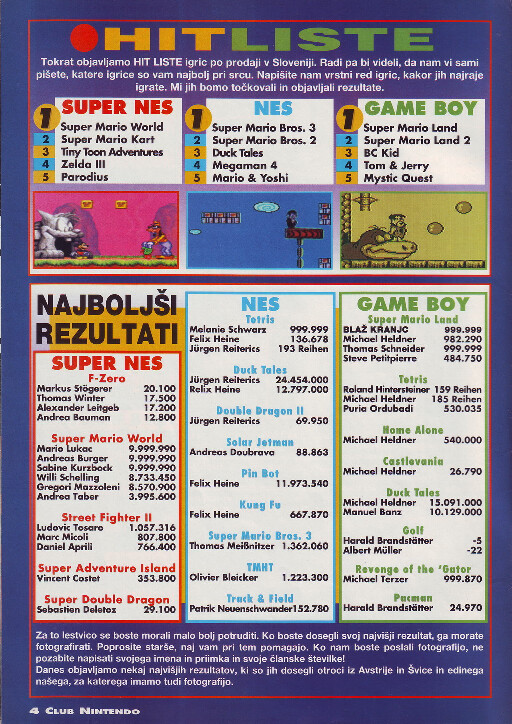 HITLISTE
Tokrat objavljamo HIT LISTE igric po prodaji v Sloveniji. Radi pa bi videli, da nam vi sami
pišete, katere igrice so vam najbolj pri srcu. Napišite nam vrstni red igric, kakor jih najraje
igrate. Mi jih bomo točkovali in objavljali rezultate.
SUPER NES
1 Super Mario World
2 Super Mario Kart
3 Tiny Toon Adventures
4 Zelda III
5 Parodius
NES
1 Super Mario Bros. 3
2 Super Mario Bros. 2
3 Duck Tales
4 Megaman 4
5 Mario & Yoshi
GAME BOY
1 Super Mario Land
2 Super Mario Land 2
3 BC Kid
4 Tom & Jerry
5 Mystic Quest
NAJBOLJŠI
REZULTATI
SUPER NES
F-Zero
Markus Stögerer 20.100
Thomas Winter 17.500
Alexander Leitgeb 17.200
Andrea Bauman 12.800
Super Mario World
Mario Lukac 9.999.990
Andreas Burger 9.999.990
Sabine Kurzbock 9.999.990
Willi Schelling 8.733.450
Gregori Mazzoleni 8.570.900
Andrea Taber 3.995.600
Street Fighter II
Ludovic Tosaro 1.057.316
Marc Micoli 807.800
Daniel Aprili 766.400
Super Adventure Island
Vincent Costet 353.800
Super Double Dragon
Sebastien Deletoz 29.100
NES
Tetris
Melanie Schwarz 999.999
Felix Heine 136.678
Jürgen Reiterics 193 Reihen
Duck Tales
Jürgen Reiterics 24.454.000
Relix Heine 12.797.000
Double Dragon II
Jürgen Reiterics 69.950
Solar Jetman
Andreas Doubrava 88.863
Pin Bot
Felix Heine 11.973.540
Kung Fu
Felix Heine 667.870
Super Mario Bros. 3
Thomas Meißnitzer 1.362.060
TMHT
Olivier Bleicker 1.223.300
Track & Field
Patrik Neuenschwander 152.780
GAME BOY
Super Mario Land
BLAŽ KRANJC 999.999
Michael Heldner 982.290
Thomas Schneider 999.999
Steve Petitpierre 484.750
Tetris
Roland Hintersteiner 159 Reihen
Michael Heldner 185 Reihen
Puria Ordubadi 530.035
Home Alone
Michael Heldner 540.000
Castlovania
Michael Heldner 26.790
Duck Tales
Michael Heldner 15.091.000
Manuel Banz 10.129.000
Golf
Harald Brandstätter -5
Albert Müller -22
Revenge of the 'Gator
Michael Terzer 999.870
Pacman
Harald Brandstätter 24.970
Za to lestvico se boste morali malo bolj potruditi. Ko boste dosegli svoj najvišji rezultat, ga morate
fotografirati. Poprosite starše, naj vam pri tem pomagajo. Ko nam boste poslali fotografijo, ne
pozabite napisati svojega imena in priimka in svoje članske številke!
Danes objavljamo nekaj najvišjih rezultatov, ki so jih dosegli otroci iz Avstrije in Švice in edinega
našega, za katerega imamo tudi fotografijo.
4 CLUB NINTENDO